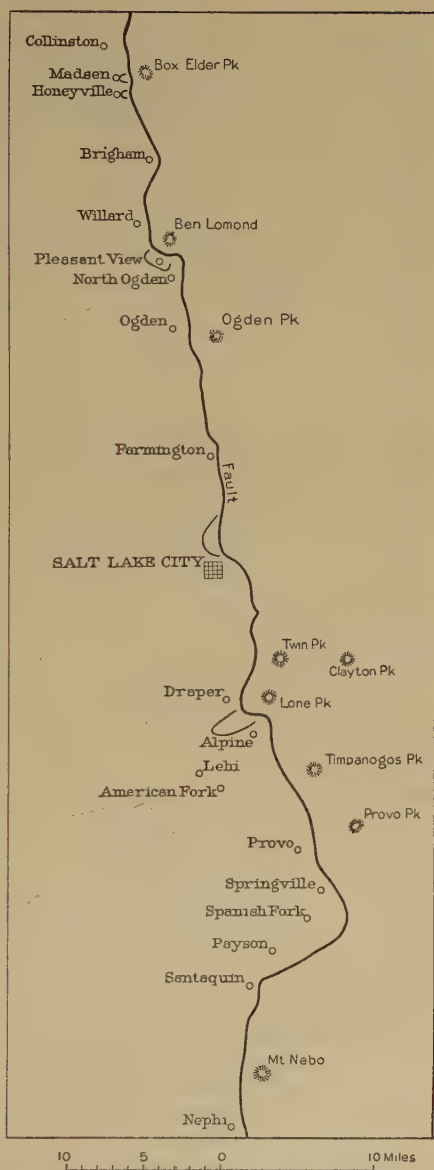 Collinston
Box Elder Pk
Madsen
Honeyville
Brigham
Willard
Ben Lomond
Pleasant View
North Ogden
Ogden
Ogden Pk
Farmington
Fault
SALT LAKE CITY
Twin Pk
Clayton Pk
Draper
Lone Pk
Alpine
Lehi
Timpanogos Pk
American Fork
Provo Pk
Provo
Springville
Spanish Fork
Payson
Santaquin
Mt Nebo
Nephi
10 5 0 10 Miles